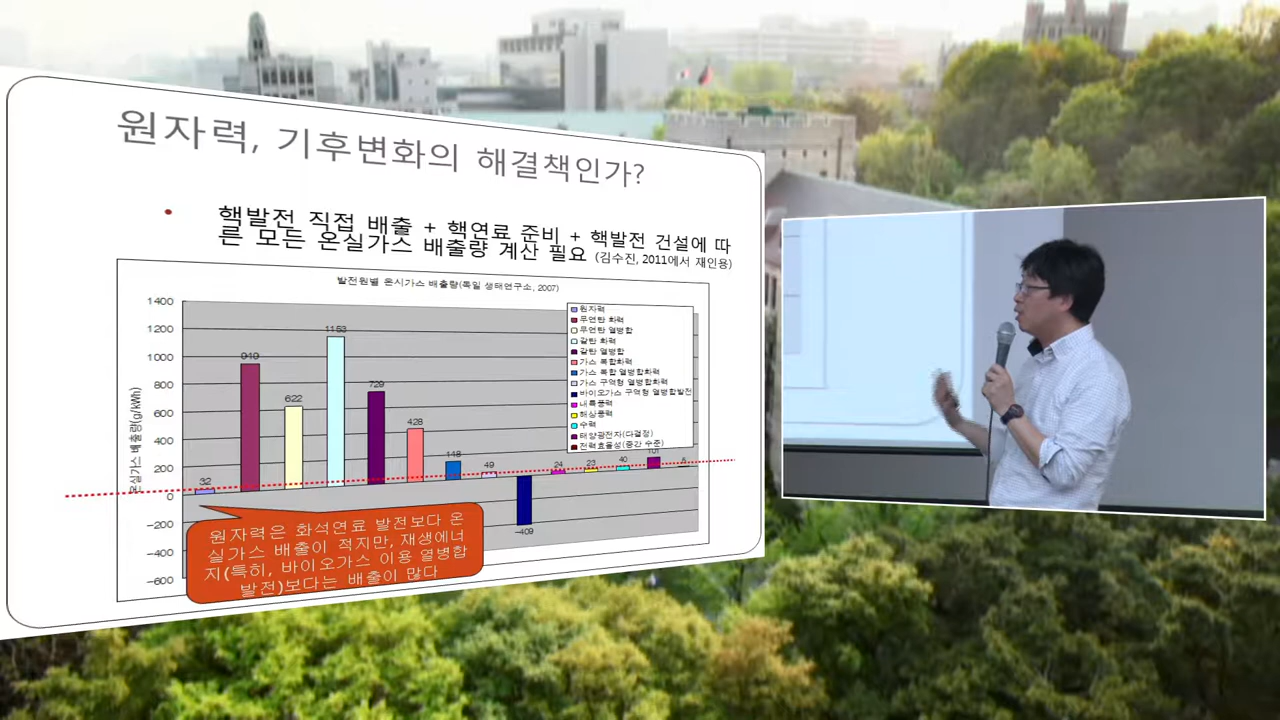 원자력, 기후변화의 해결책인가?
핵발전 직접 배출 + 핵연료 준비 + 핵발전 건설에 따
른 모든 온실가스 배출량 계산 필요 (김수진, 2011에서 재인용)
발전원별 온시가스 배출량(독일 생태연구소, 2007)
온실가스 배출량(g/kWh)
1400
1200
1000
800
600
400
200
0
-200
-400
-600
32
949
622
1153
729
428
148
49
-409
24
23
40
101
원자력
무연탄 화력
무연탄 열병합
갈탄 화력
갈탄 열병합
가스 복합화력
가스 복합 열병합화력
가스 구역형 열병합화력
바이오가스 구역형 열병합발전
내륙풍력
해상풍력
수력
태양광전자(다결정)
전력효율성(중간 수준)
원자력은 화석연료 발전보다 온
실가스 배출이 적지만, 재생에너
지(특히, 바이오가스 이용 열병합
발전)보다는 배출이 많다